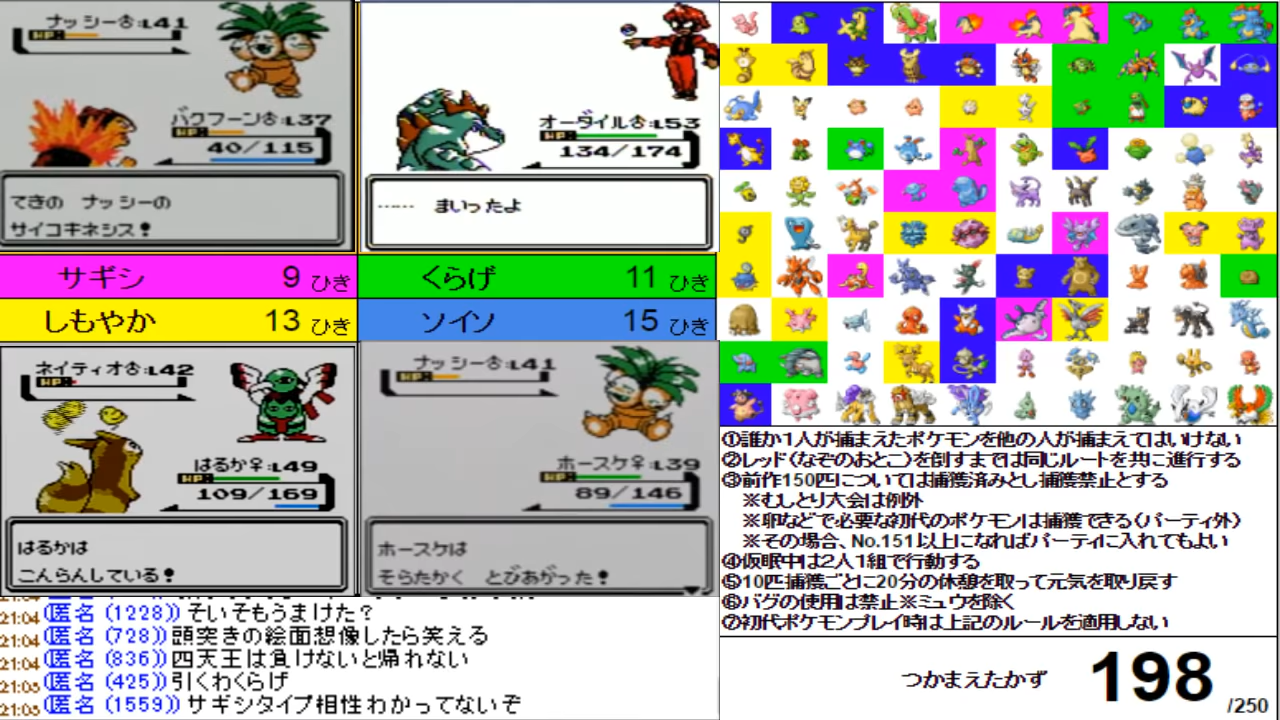 ナッシー♂:L41
HP:
バクフーン♂:L37
HP:
40/115
てきの ナッシーの
サイコキネシス!
オーダイル♂:L53
HP:
134/174
…… まいったよ
サギシ 9 ひき
くらげ 11 ひき
しもやか 13 ひき
ソイソ 15 ひき
ネイティオ♂:L42
HP:
はるか♀:L49
HP:
109/169
はるかは
こんらんしている!
ナッシー♂:L41
HP:
ホースケ♀:L39
HP:
89/146
ホースケは
そらたかく とびあがった!
21:04 (匿名 (1228)) そいそもうまけた?
21:04 (匿名 (728)) 頭突きの絵面想像したら笑える
21:04 (匿名 (836)) 四天王は負けないと帰れない
21:05 (匿名 (425)) 引くわくらげ
21:05 (匿名 (1559)) サギシタイプ相性わかってないぞ
①誰か1人が捕まえたポケモンを他の人が捕まえてはいけない
②レッド(なぞのおとこ)を倒すまでは同じルートを共に進行する
③前作150匹については捕獲済みとし捕獲禁止とする
※むしとり大会は例外
※卵などで必要な初代のポケモンは捕獲できる(パーティ外)
※その場合、No.151以上になればパーティに入れてもよい
④仮眠中は2人1組で行動する
⑤10匹捕獲ごとに20分の休憩を取って元気を取り戻す
⑥バグの使用は禁止※ミュウを除く
⑦初代ポケモンプレイ時は上記のルールを適用しない
つかまえたかず 198 /250